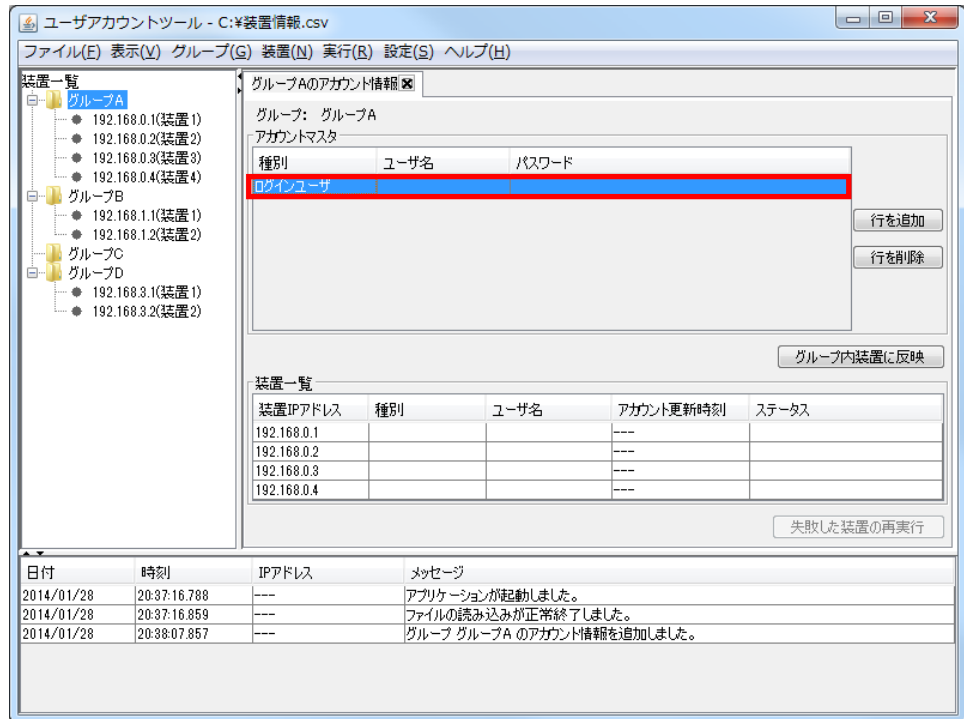 ユーザアカウントツール - C:¥装置情報.csv
ファイル(F) 表示(V) グループ(G) 装置(N) 実行(R) 設定(S) ヘルプ(H)
装置一覧
グループA
192.168.0.1(装置1)
192.168.0.2(装置2)
192.168.0.3(装置3)
192.168.0.4(装置4)
グループB
192.168.1.1(装置1)
192.168.1.2(装置2)
グループC
グループD
192.168.3.1(装置1)
192.168.3.2(装置2)
グループAのアカウント情報
グループ: グループA
アカウントマスタ
種別 ユーザ名 パスワード
ログインユーザ
行を追加
行を削除
グループ内装置に反映
装置一覧
装置IPアドレス 種別 ユーザ名 アカウント更新時刻 ステータス
192.168.0.1 ---
192.168.0.2 ---
192.168.0.3 ---
192.168.0.4 ---
失敗した装置の再実行
日付 時刻 IPアドレス メッセージ
2014/01/28 20:37:16.788 --- アプリケーションが起動しました。
2014/01/28 20:37:16.859 --- ファイルの読み込みが正常終了しました。
2014/01/28 20:38:07.857 --- グループ グループA のアカウント情報を追加しました。